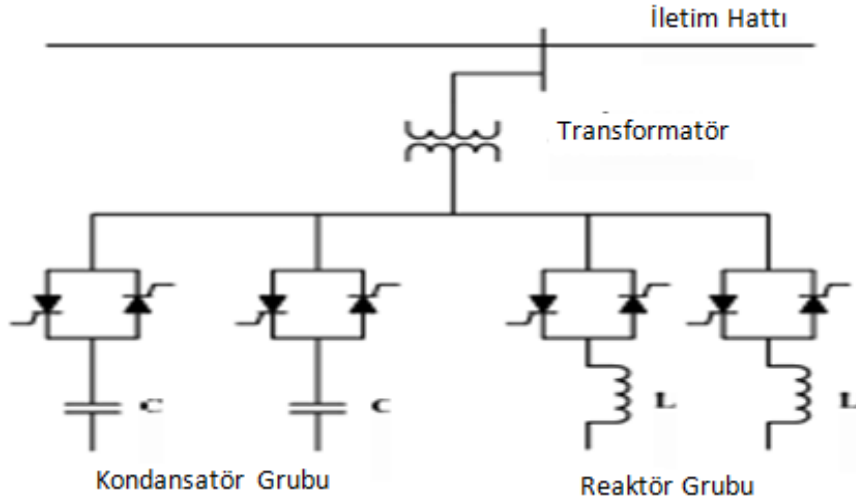 İletim Hattı
Transformatör
C
C
L
L
Kondansatör Grubu
Reaktör Grubu